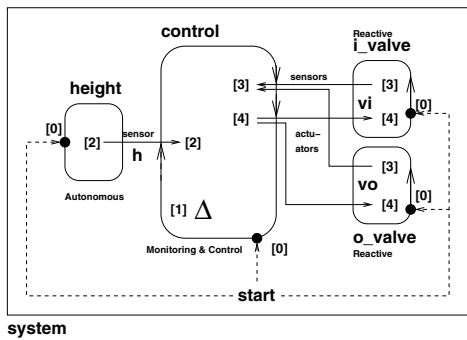 control
Reactive
i_valve
height
[0]
[2]
sensor
h
[2]
Autonomous
[3]
[4]
sensors
actu-
ators
[3]
vi
[4]
[0]
[3]
vo
[4]
[0]
o_valve
Reactive
[1] Δ
Monitoring & Control
[0]
start
system